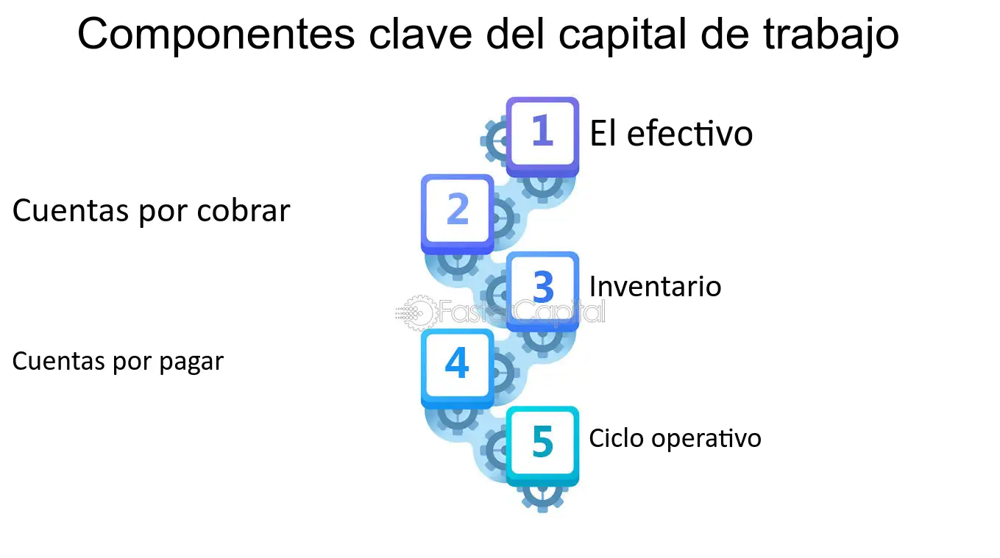 Componentes clave del capital de trabajo
1
El efectivo
2
Cuentas por cobrar
3
Inventario
FasterCapital
4
Cuentas por pagar
5
Ciclo operativo